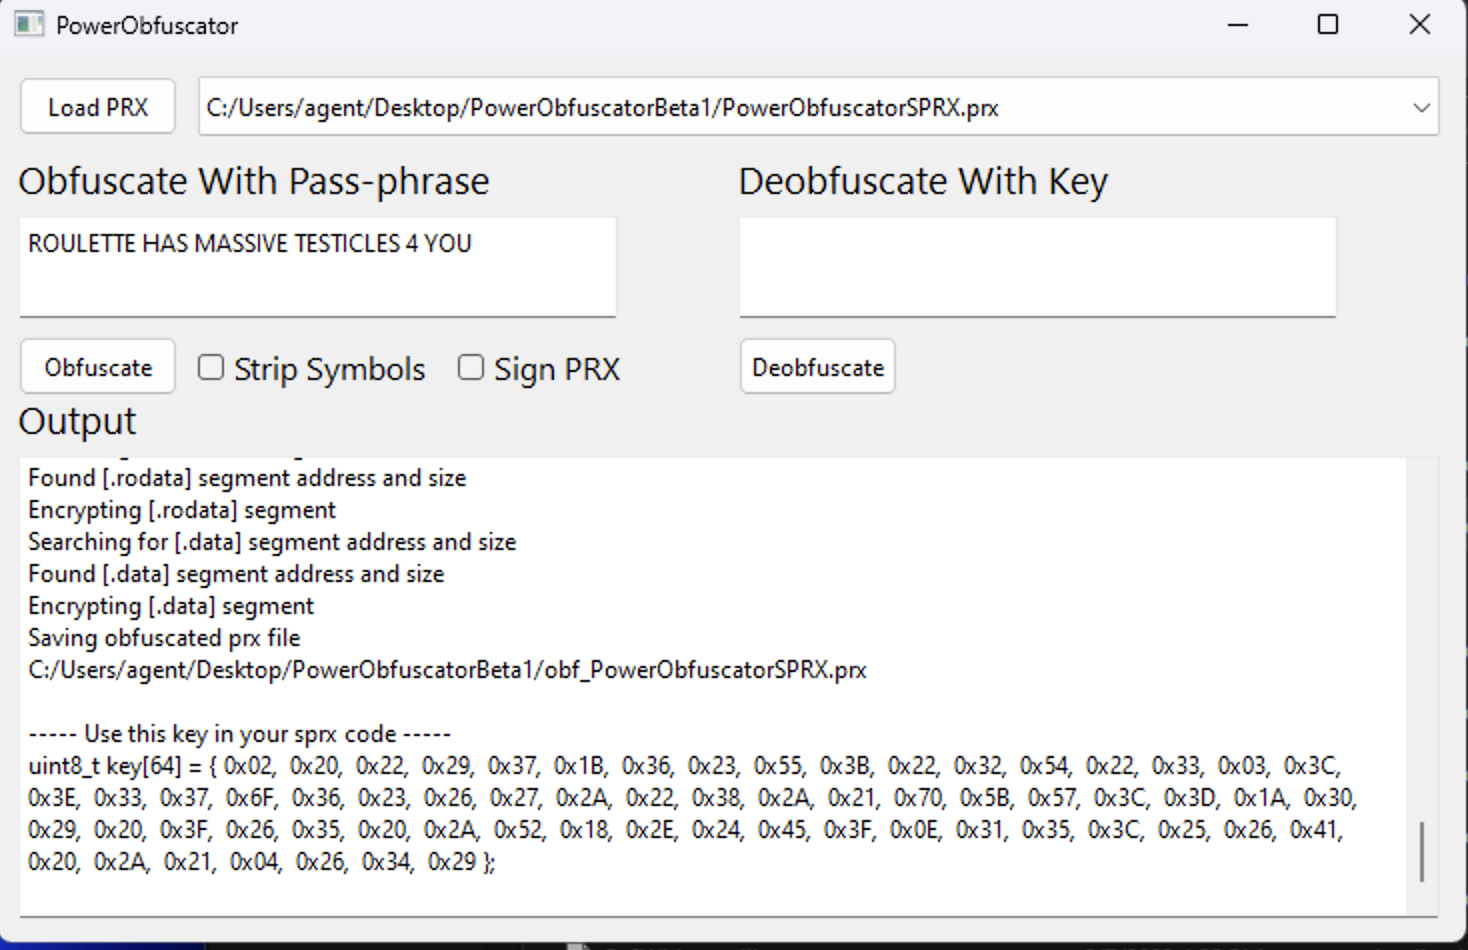 PowerObfuscator
Load PRX
C:/Users/agent/Desktop/PowerObfuscatorBeta1/PowerObfuscatorSPRX.prx
Obfuscate With Pass-phrase
Deobfuscate With Key
ROULETTE HAS MASSIVE TESTICLES 4 YOU
Obfuscate
Strip Symbols
Sign PRX
Deobfuscate
Output
Found [.rodata] segment address and size
Encrypting [.rodata] segment
Searching for [.data] segment address and size
Found [.data] segment address and size
Encrypting [.data] segment
Saving obfuscated prx file
C:/Users/agent/Desktop/PowerObfuscatorBeta1/obf_PowerObfuscatorSPRX.prx
----- Use this key in your sprx code -----
uint8_t key[64] = { 0x02, 0x20, 0x22, 0x29, 0x37, 0x1B, 0x36, 0x23, 0x55, 0x3B, 0x22, 0x32, 0x54, 0x22, 0x33, 0x03, 0x3C,
0x3E, 0x33, 0x37, 0x6F, 0x36, 0x23, 0x26, 0x27, 0x2A, 0x22, 0x38, 0x2A, 0x21, 0x70, 0x5B, 0x57, 0x3C, 0x3D, 0x1A, 0x30,
0x29, 0x20, 0x3F, 0x26, 0x35, 0x20, 0x2A, 0x52, 0x18, 0x2E, 0x24, 0x45, 0x3F, 0x0E, 0x31, 0x35, 0x3C, 0x25, 0x26, 0x41,
0x20, 0x2A, 0x21, 0x04, 0x26, 0x34, 0x29 };